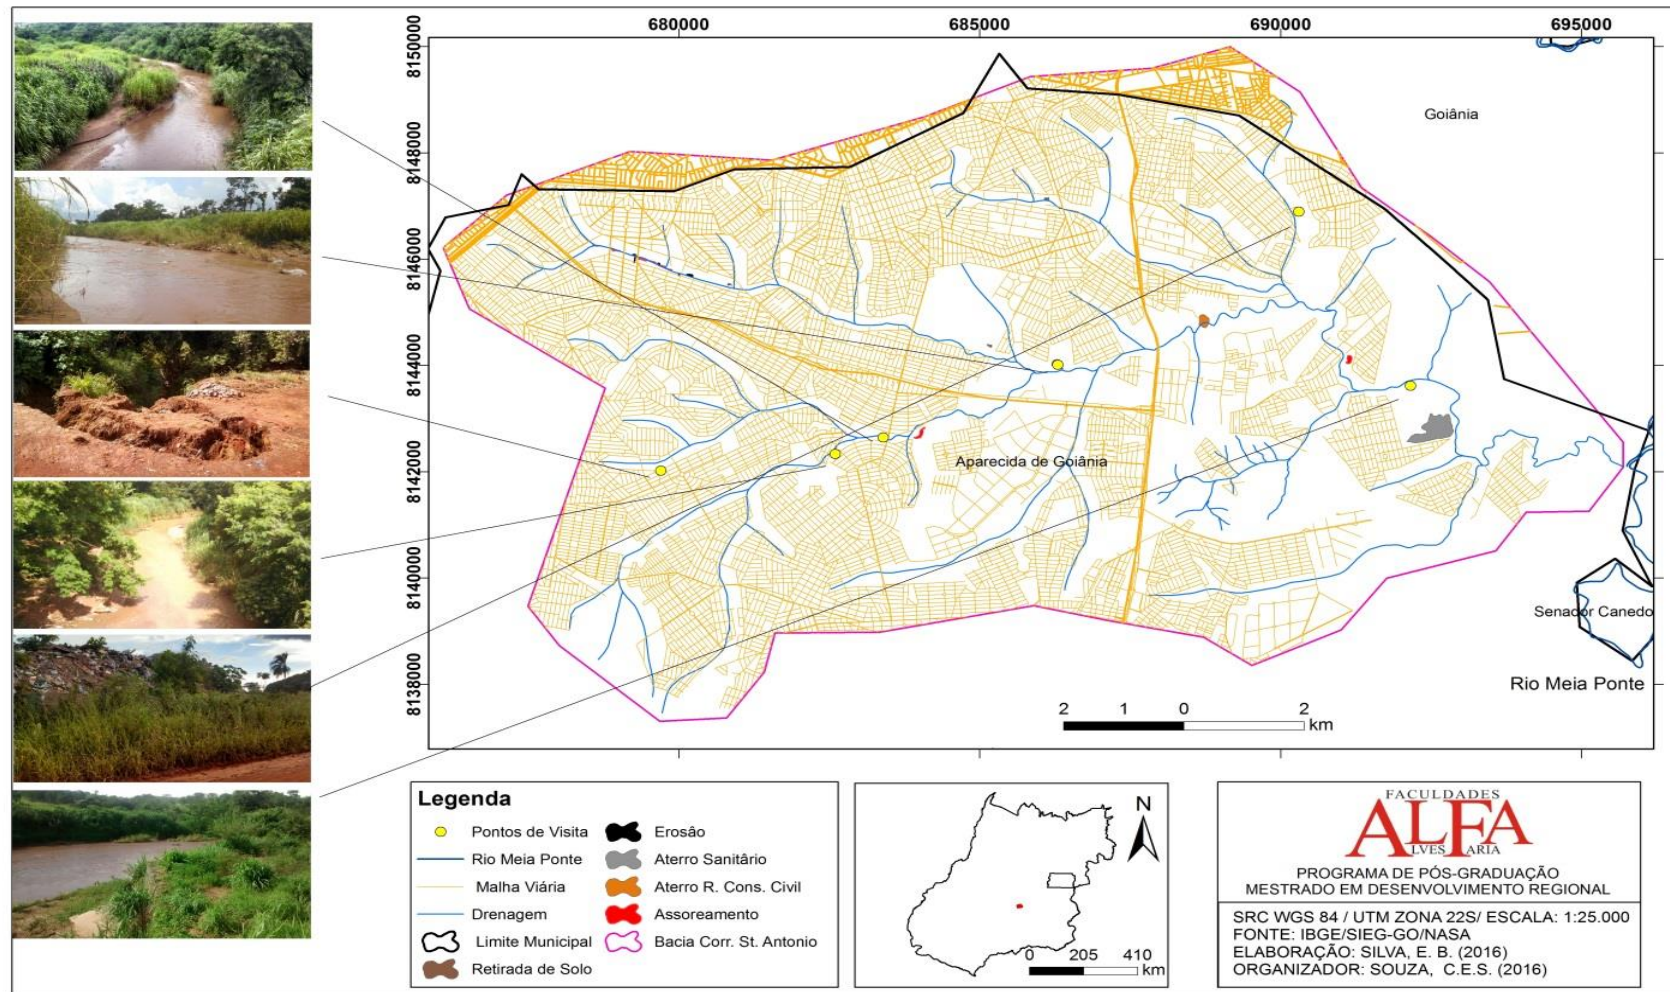 680000
685000
690000
695000
8150000
8148000
8146000
8144000
8142000
8140000
8138000
Goiânia
Aparecida de Goiânia
Senador Canedo
Rio Meia Ponte
2 1 0 2
km
Legenda
Pontos de Visita
Rio Meia Ponte
Malha Viária
Drenagem
Limite Municipal
Retirada de Solo
Erosão
Aterro Sanitârio
Aterro R. Cons. Civil
Assoreamento
Bacia Corr. St. Antonio
N
0 205 410
km
FACULDADES
ALFA
LVES ARIA
PROGRAMA DE PÓS-GRADUAÇÃO
MESTRADO EM DESENVOLVIMENTO REGIONAL
SRC WGS 84 / UTM ZONA 22S/ ESCALA: 1:25.000
FONTE: IBGE/SIEG-GO/NASA
ELABORAÇÃO: SILVA, E. B. (2016)
ORGANIZADOR: SOUZA, C.E.S. (2016)